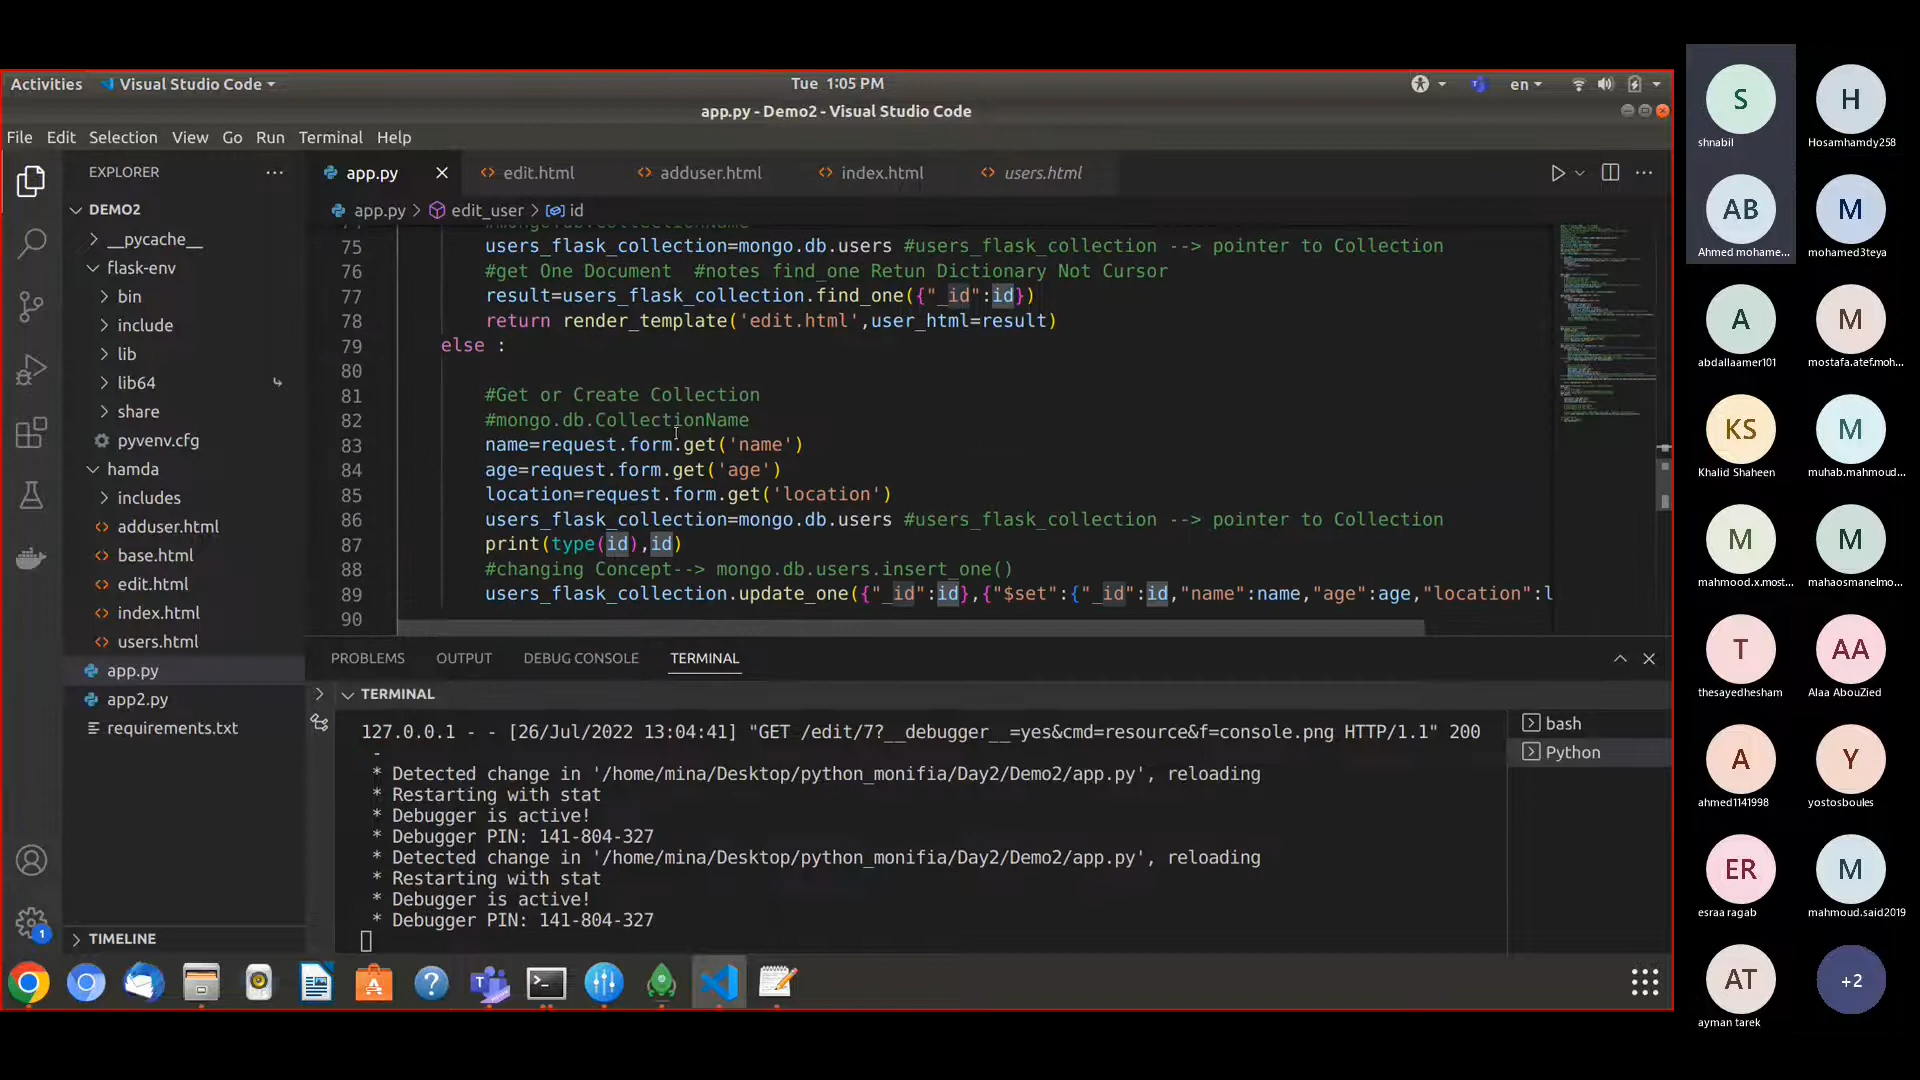 Activities
Visual Studio Code
Tue 1:05 PM
en
app.py - Demo2 - Visual Studio Code
File Edit Selection View Go Run Terminal Help
EXPLORER
app.py
edit.html
adduser.html
index.html
users.html
app.py > edit_user > id
DEMO2
__pycache__
flask-env
bin
include
lib
lib64
share
pyvenv.cfg
hamda
includes
adduser.html
base.html
edit.html
index.html
users.html
app.py
app2.py
requirements.txt
TIMELINE
1
75 users_flask_collection=mongo.db.users #users_flask_collection --> pointer to Collection
76 #get One Document  #notes find_one Retun Dictionary Not Cursor
77 result=users_flask_collection.find_one({"_id":id})
78 return render_template('edit.html',user_html=result)
79 else :
80
81 #Get or Create Collection
82 #mongo.db.CollectionName
83 name=request.form.get('name')
84 age=request.form.get('age')
85 location=request.form.get('location')
86 users_flask_collection=mongo.db.users #users_flask_collection --> pointer to Collection
87 print(type(id),id)
88 #changing Concept--> mongo.db.users.insert_one()
89 users_flask_collection.update_one({"_id":id},{"$set":{"_id":id,"name":name,"age":age,"location":l
90
PROBLEMS OUTPUT DEBUG CONSOLE TERMINAL
TERMINAL
127.0.0.1 - - [26/Jul/2022 13:04:41] "GET /edit/7?__debugger__=yes&cmd=resource&f=console.png HTTP/1.1" 200
-
* Detected change in '/home/mina/Desktop/python_monifia/Day2/Demo2/app.py', reloading
* Restarting with stat
* Debugger is active!
* Debugger PIN: 141-804-327
* Detected change in '/home/mina/Desktop/python_monifia/Day2/Demo2/app.py', reloading
* Restarting with stat
* Debugger is active!
* Debugger PIN: 141-804-327
bash
Python
S
shnabil
H
Hosamhamdy258
AB
Ahmed mohame...
M
mohamed3teya
A
abdallaamer101
M
mostafa.atef.moh...
KS
Khalid Shaheen
M
muhab.mahmoud...
M
mahmood.x.most...
M
mahaosmanelmo...
T
thesayedhesham
AA
Alaa AbouZied
A
ahmed1141998
Y
yostosboules
ER
esraa ragab
M
mahmoud.said2019
AT
ayman tarek
+2